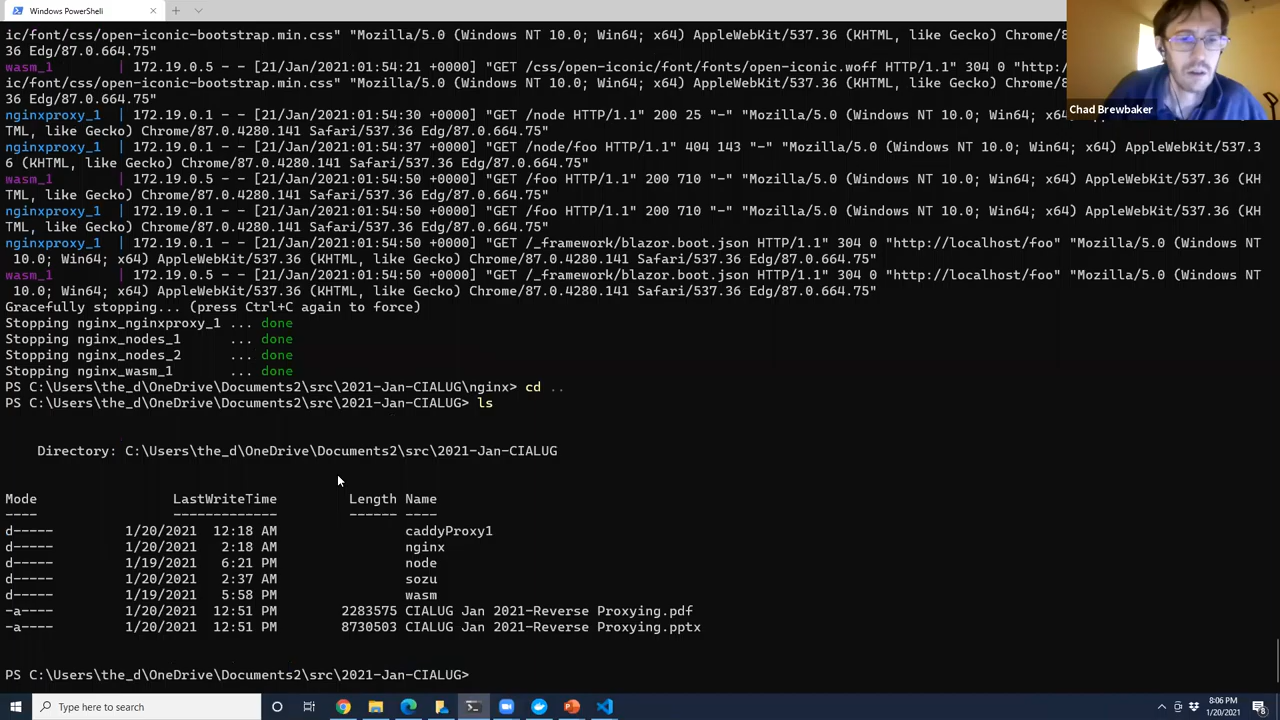 Windows PowerShell
ic/font/css/open-iconic-bootstrap.min.css" "Mozilla/5.0 (Windows NT 10.0; Win64; x64) AppleWebKit/537.36 (KHTML, like Gecko) Chrome/8
36 Edg/87.0.664.75"
wasm_1 | 172.19.0.5 - - [21/Jan/2021:01:54:21 +0000] "GET /css/open-iconic/font/fonts/open-iconic.woff HTTP/1.1" 304 0 "http:/
ic/font/css/open-iconic-bootstrap.min.css" "Mozilla/5.0 (Windows NT 10.0; Win64; x64) AppleWebKit/537.36 (KHTML, like Gecko) Chrome/8
36 Edg/87.0.664.75"
Chad Brewbaker
nginxproxy_1 | 172.19.0.1 - - [21/Jan/2021:01:54:30 +0000] "GET /node HTTP/1.1" 200 25 "-" "Mozilla/5.0 (Windows NT 10.0; Win64; x64)
TML, like Gecko) Chrome/87.0.4280.141 Safari/537.36 Edg/87.0.664.75"
nginxproxy_1 | 172.19.0.1 - - [21/Jan/2021:01:54:37 +0000] "GET /node/foo HTTP/1.1" 404 143 "-" "Mozilla/5.0 (Windows NT 10.0; Win64; x64) AppleWebKit/537.3
6 (KHTML, like Gecko) Chrome/87.0.4280.141 Safari/537.36 Edg/87.0.664.75"
wasm_1 | 172.19.0.5 - - [21/Jan/2021:01:54:50 +0000] "GET /foo HTTP/1.1" 200 710 "-" "Mozilla/5.0 (Windows NT 10.0; Win64; x64) AppleWebKit/537.36 (KH
TML, like Gecko) Chrome/87.0.4280.141 Safari/537.36 Edg/87.0.664.75"
nginxproxy_1 | 172.19.0.1 - - [21/Jan/2021:01:54:50 +0000] "GET /foo HTTP/1.1" 200 710 "-" "Mozilla/5.0 (Windows NT 10.0; Win64; x64) AppleWebKit/537.36 (KH
TML, like Gecko) Chrome/87.0.4280.141 Safari/537.36 Edg/87.0.664.75"
nginxproxy_1 | 172.19.0.1 - - [21/Jan/2021:01:54:50 +0000] "GET /_framework/blazor.boot.json HTTP/1.1" 304 0 "http://localhost/foo" "Mozilla/5.0 (Windows NT
10.0; Win64; x64) AppleWebKit/537.36 (KHTML, like Gecko) Chrome/87.0.4280.141 Safari/537.36 Edg/87.0.664.75"
wasm_1 | 172.19.0.5 - - [21/Jan/2021:01:54:50 +0000] "GET /_framework/blazor.boot.json HTTP/1.1" 304 0 "http://localhost/foo" "Mozilla/5.0 (Windows NT
10.0; Win64; x64) AppleWebKit/537.36 (KHTML, like Gecko) Chrome/87.0.4280.141 Safari/537.36 Edg/87.0.664.75"
Gracefully stopping... (press Ctrl+C again to force)
Stopping nginx_nginxproxy_1 ... done
Stopping nginx_nodes_1 ... done
Stopping nginx_nodes_2 ... done
Stopping nginx_wasm_1 ... done
PS C:\Users\the_d\OneDrive\Documents2\src\2021-Jan-CIALUG\nginx> cd ..
PS C:\Users\the_d\OneDrive\Documents2\src\2021-Jan-CIALUG> ls
Directory: C:\Users\the_d\OneDrive\Documents2\src\2021-Jan-CIALUG
Mode LastWriteTime Length Name
---- ------------- ------ ----
d----- 1/20/2021 12:18 AM caddyProxy1
d----- 1/20/2021 2:18 AM nginx
d----- 1/19/2021 6:21 PM node
d----- 1/20/2021 2:37 AM sozu
d----- 1/19/2021 5:58 PM wasm
-a---- 1/20/2021 12:51 PM 2283575 CIALUG Jan 2021-Reverse Proxying.pdf
-a---- 1/20/2021 12:51 PM 8730503 CIALUG Jan 2021-Reverse Proxying.pptx
PS C:\Users\the_d\OneDrive\Documents2\src\2021-Jan-CIALUG>
Type here to search
8:06 PM
1/20/2021
8